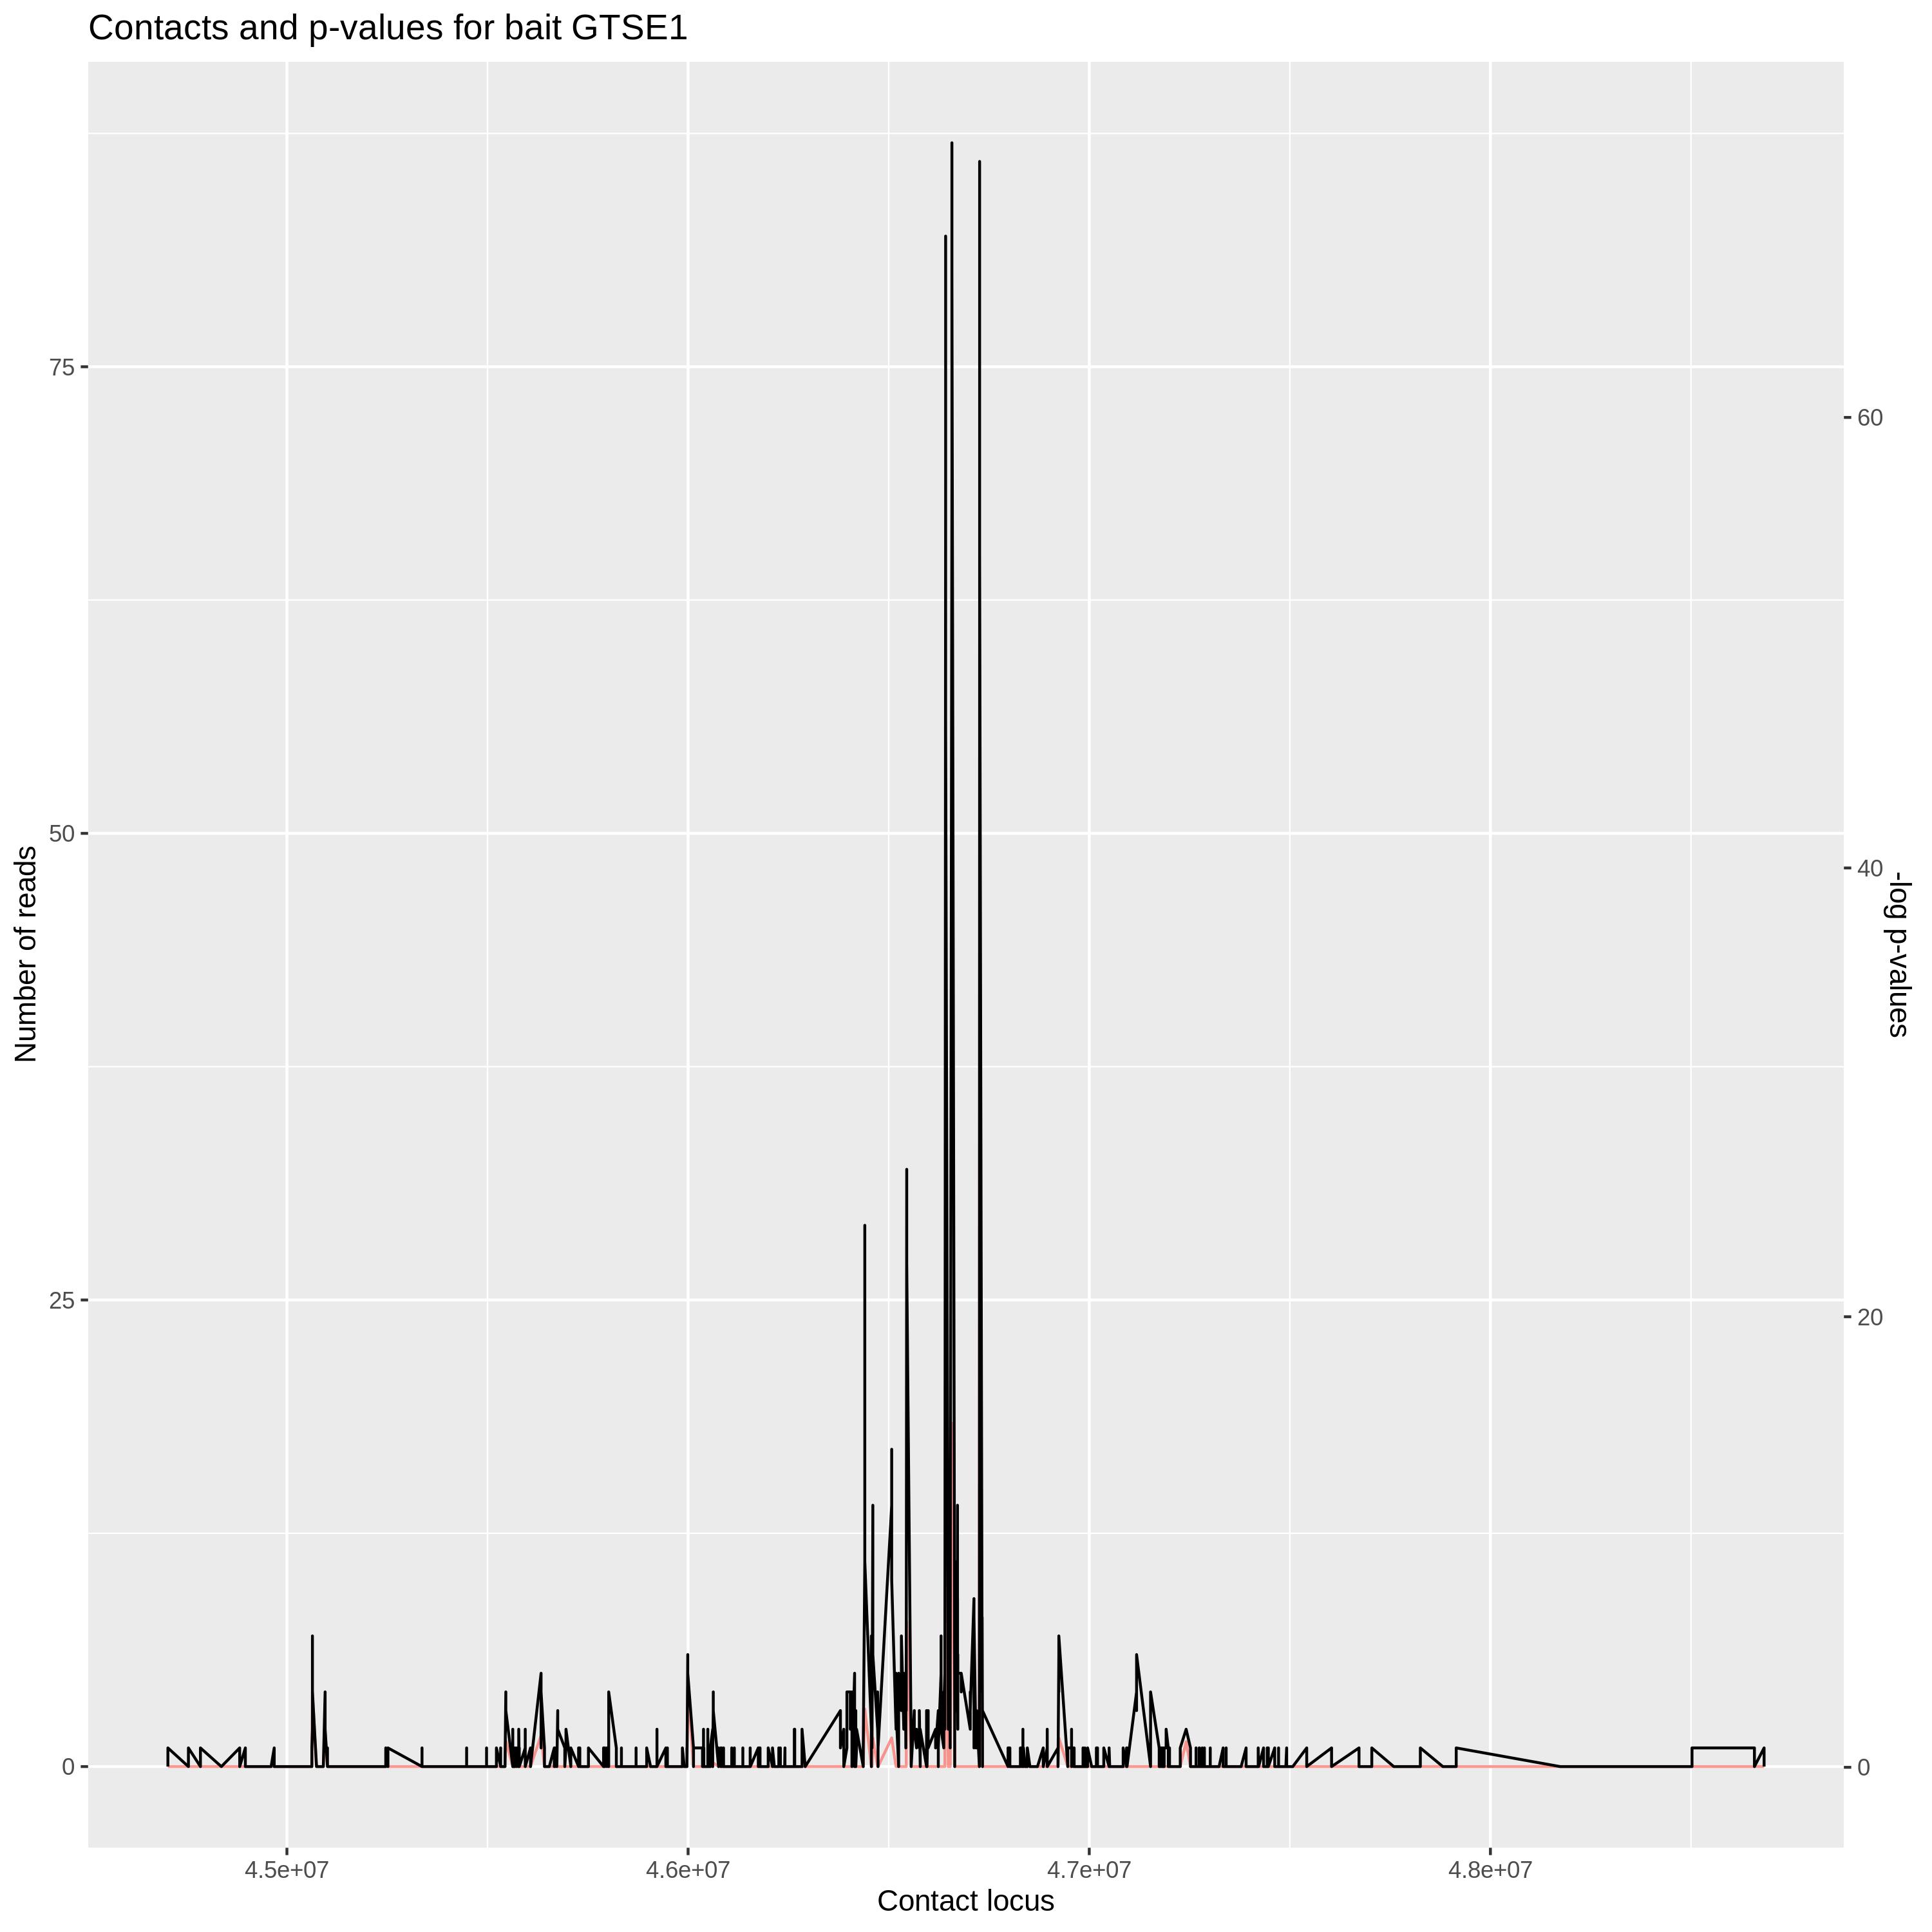 Contacts and p-values for bait GTSE1
75
50
25
0
60
40
20
0
Number of reads
-log p-values
4.5e+07
4.6e+07
4.7e+07
4.8e+07
Contact locus